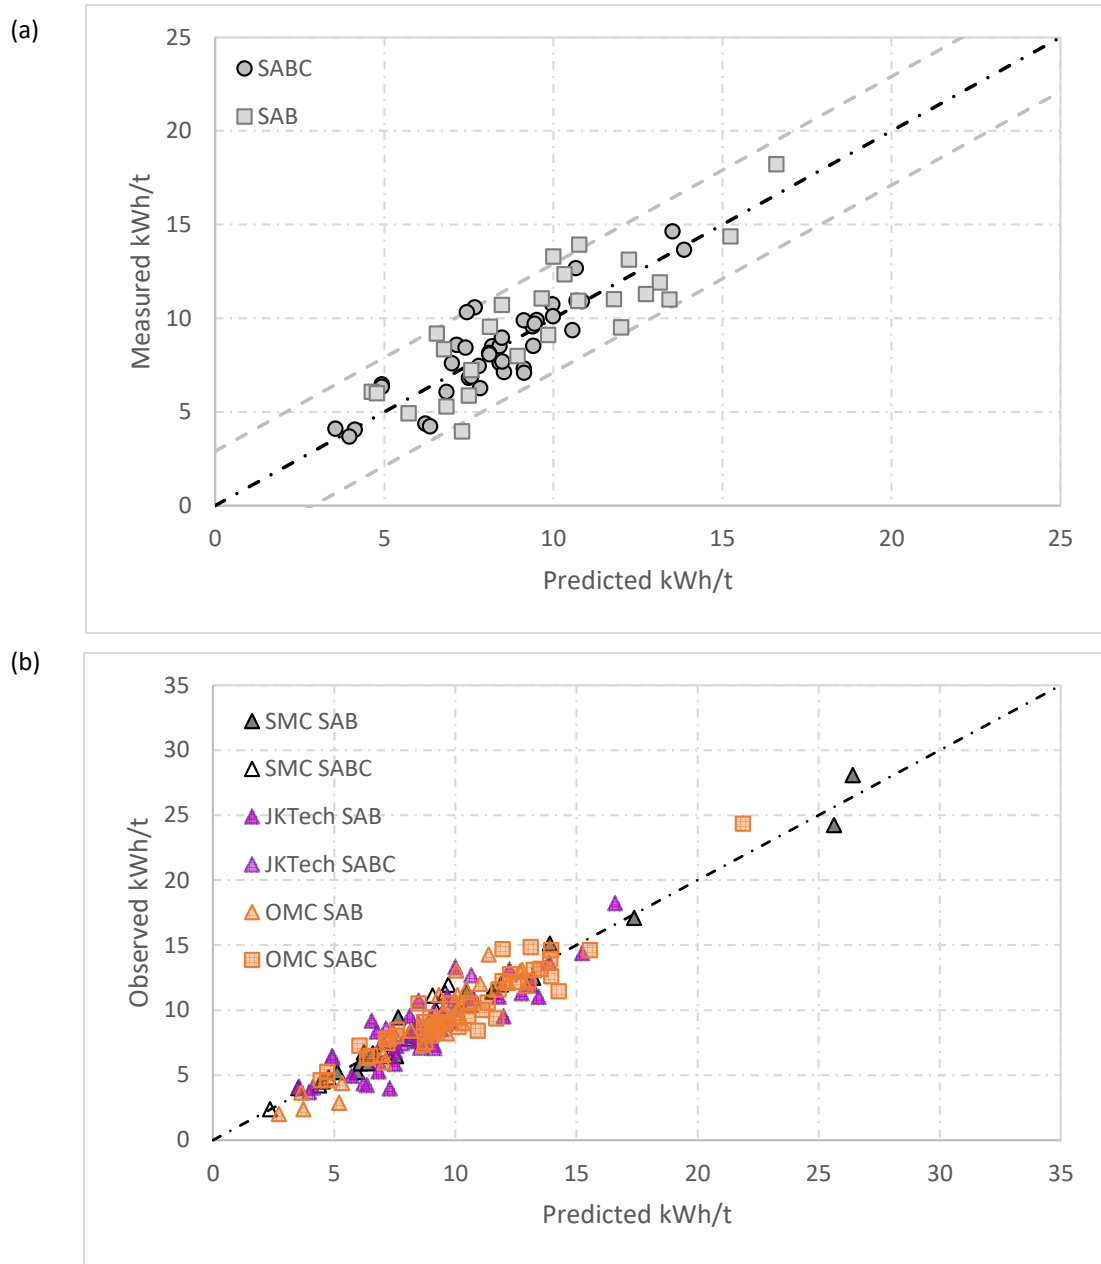 (a)
25
20
15
10
5
0
Measured kWh/t
SABC
SAB
0 5 10 15 20 25
Predicted kWh/t
(b)
35
30
25
20
15
10
5
0
Observed kWh/t
SMC SAB
SMC SABC
JKTech SAB
JKTech SABC
OMC SAB
OMC SABC
0 5 10 15 20 25 30 35
Predicted kWh/t